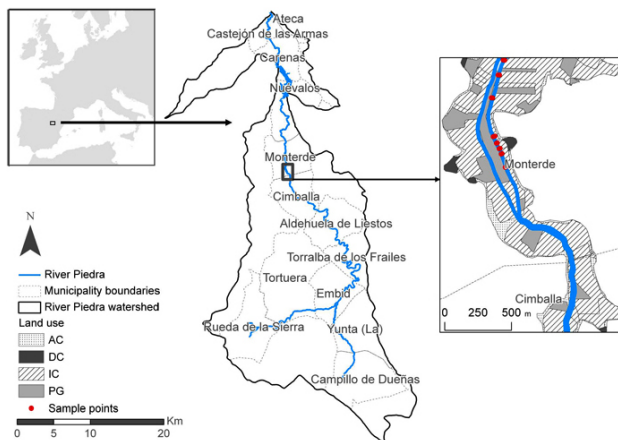 Ateca
Castejón de las Armas
Carenas
Nuévalos
Monterde
Cimballa
Aldehuela de Liestos
Torralba de los Frailes
Tortuera
Embid
Rueda de la Sierra
Yunta (La)
Campillo de Dueñas
N
River Piedra
Municipality boundaries
River Piedra watershed
Land use
AC
DC
IC
PG
Sample points
Km
0 5 10 20
Monterde
Cimballa
0 250 500 m